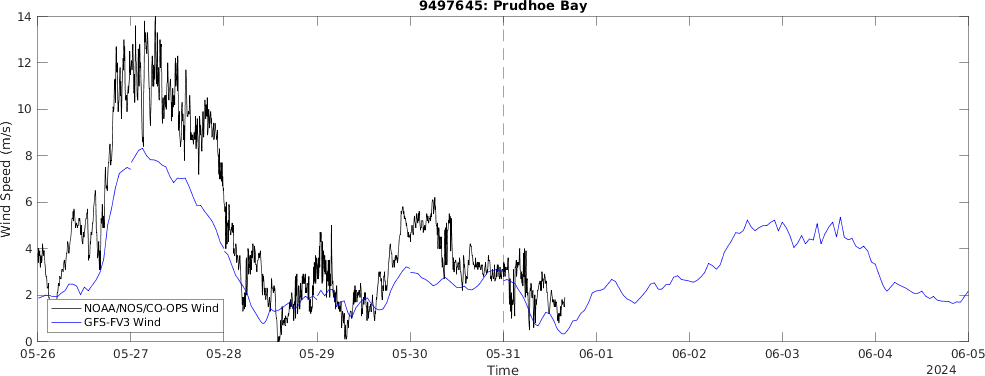 9497645: Prudhoe Bay
14
12
10
8
6
4
2
0
Wind Speed (m/s)
NOAA/NOS/CO-OPS Wind
GFS-FV3 Wind
05-26 05-27 05-28 05-29 05-30 05-31 06-01 06-02 06-03 06-04 06-05
Time
2024